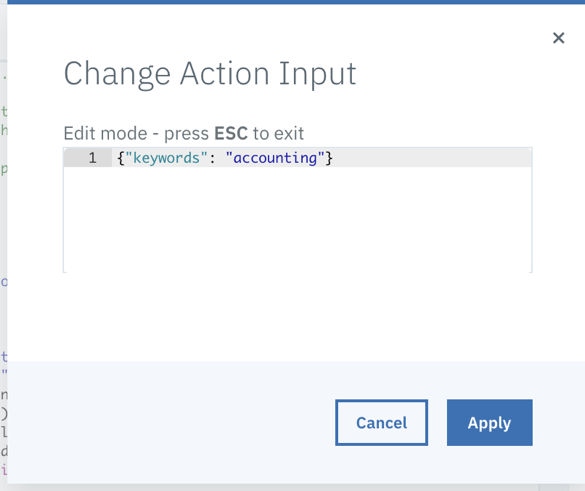 ×
Change Action Input
Edit mode - press ESC to exit
1 {"keywords": "accounting"}
Cancel
Apply